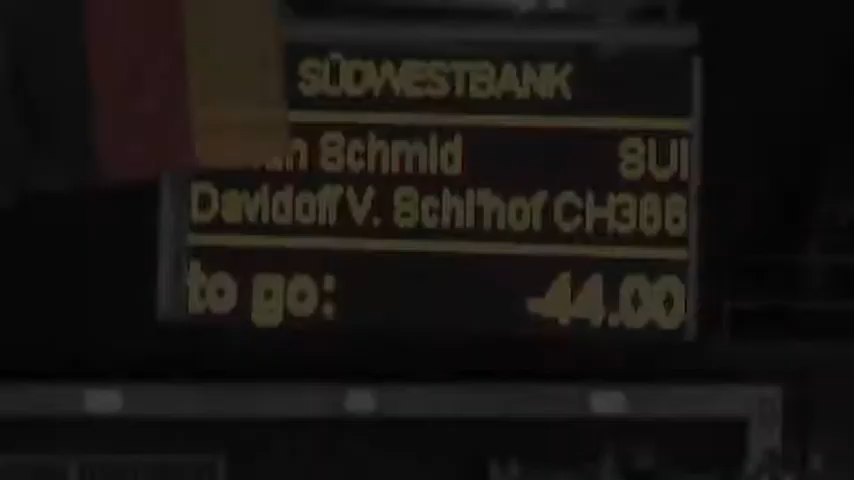 SÜDWESTBANK
Schmid SUI
Davidoff V. Schl'hof CH366
to go: -44.00